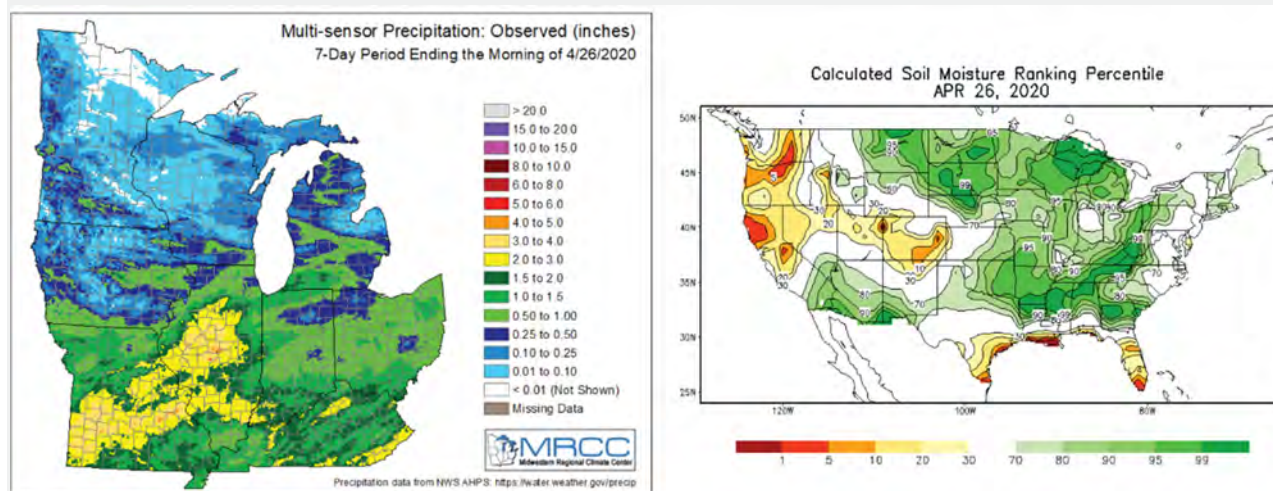 Multi-sensor Precipitation: Observed (inches)
7-Day Period Ending the Morning of 4/26/2020
> 20.0
15.0 to 20.0
10.0 to 15.0
8.0 to 10.0
6.0 to 8.0
5.0 to 6.0
4.0 to 5.0
3.0 to 4.0
2.0 to 3.0
1.5 to 2.0
1.0 to 1.5
0.50 to 1.00
0.25 to 0.50
0.10 to 0.25
0.01 to 0.10
< 0.01 (Not Shown)
Missing Data
MRCC
Midwestern Regional Climate Center
Precipitation data from NWS AHPS: https://water.weather.gov/precip
Calculated Soil Moisture Ranking Percentile
APR 26, 2020
50N
45N
40N
35N
30N
25N
120W
100W
80W
1
5
10
20
30
70
80
90
95
99